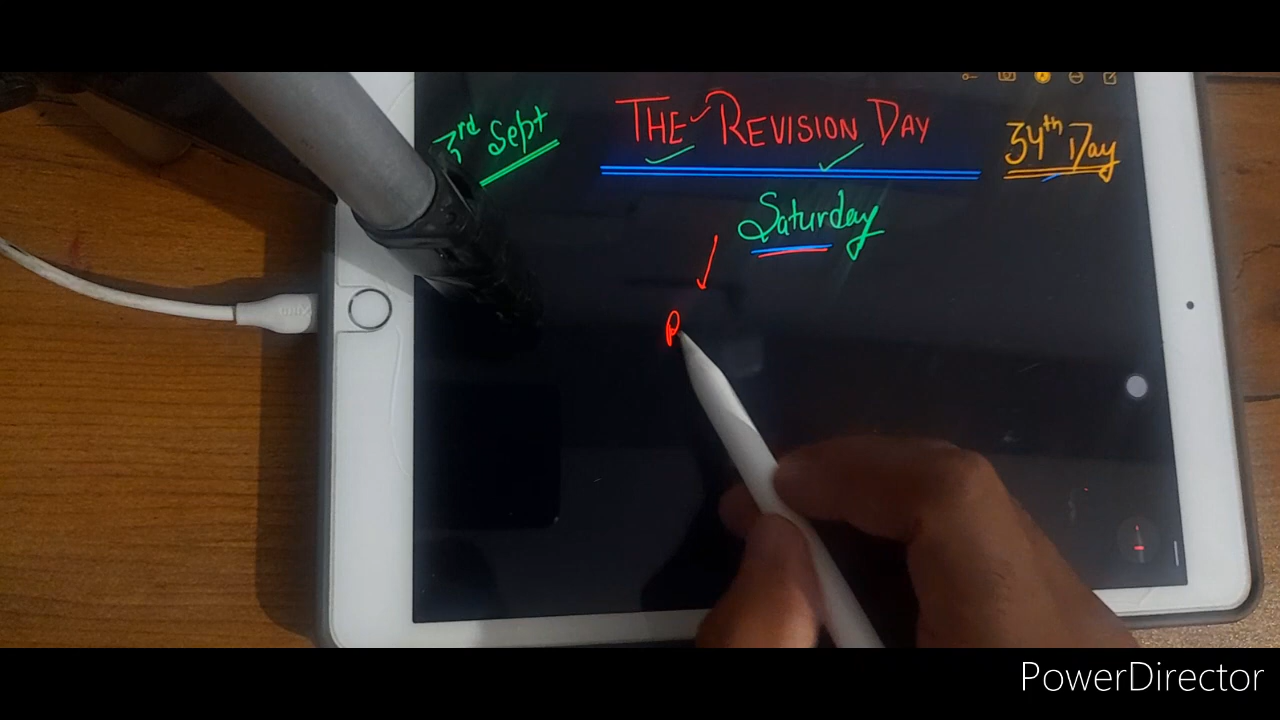 3rd Sept
THE REVISION DAY
34th Day
Saturday
P
PowerDirector